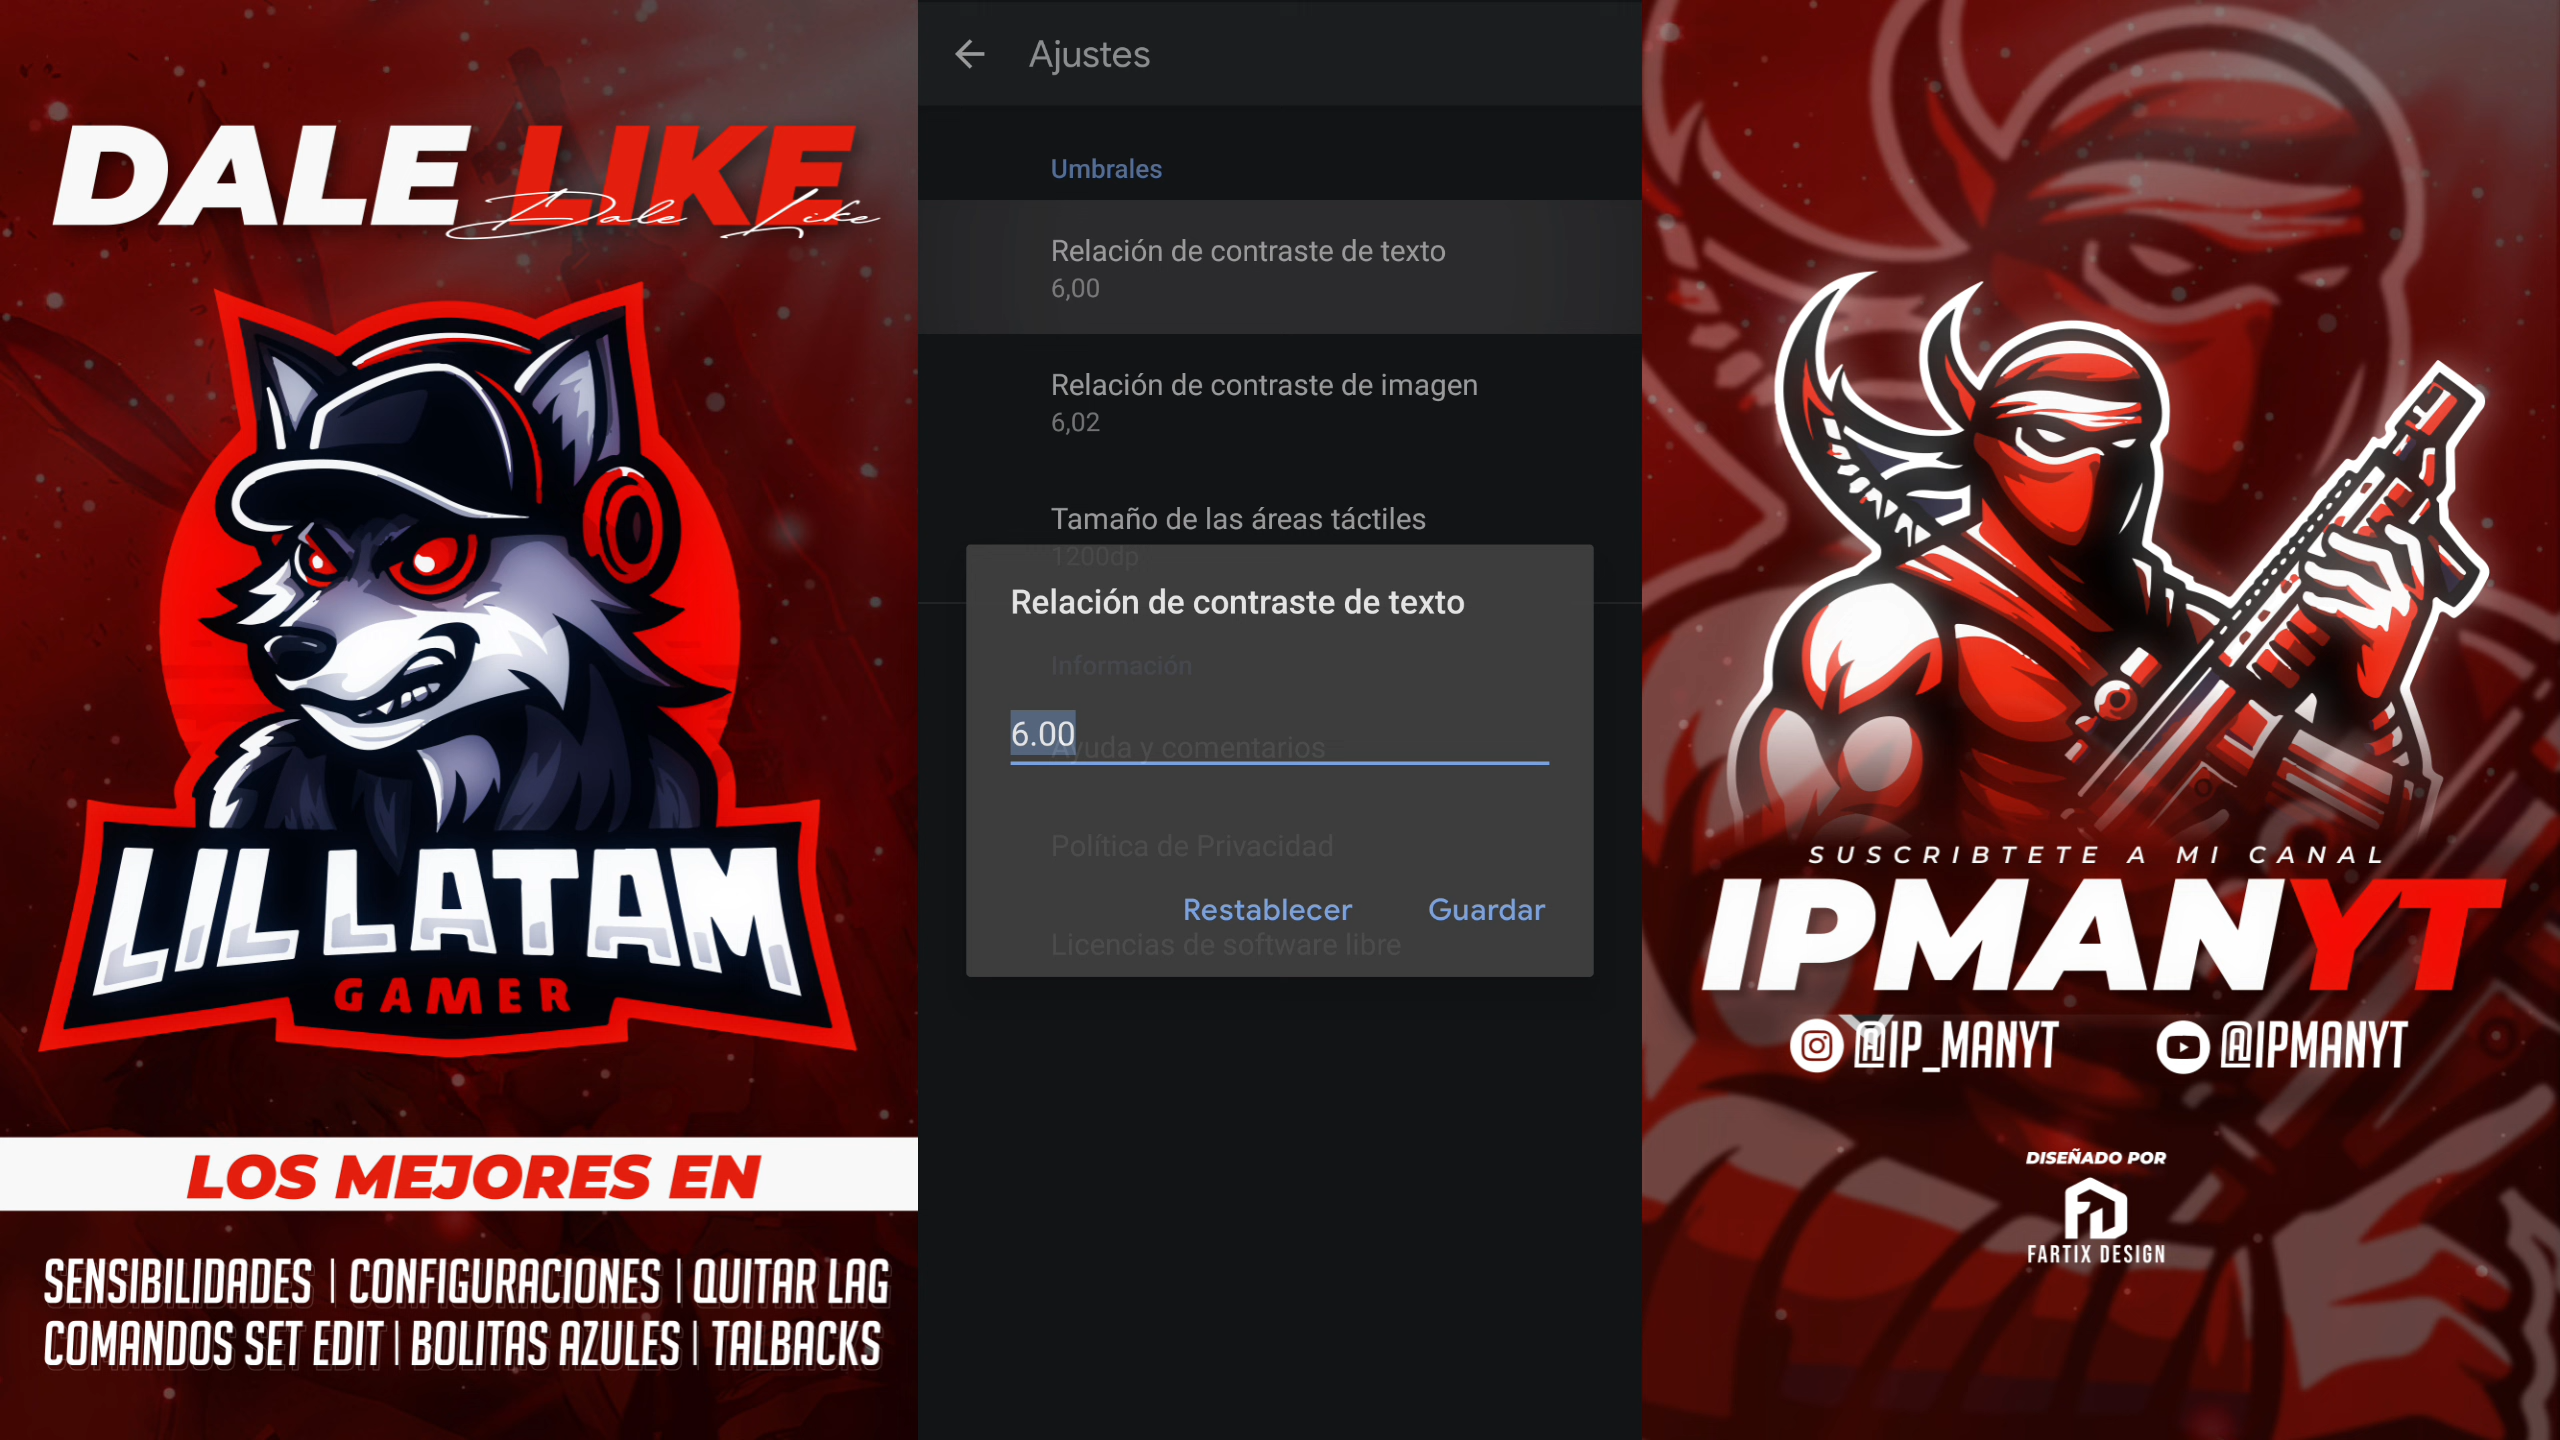 DALE LIKE
Dale Like
LIL LATAM
GAMER
LOS MEJORES EN
SENSIBILIDADES | CONFIGURACIONES | QUITAR LAG
COMANDOS SET EDIT | BOLITAS AZULES | TALBACKS
Ajustes
Umbrales
Relación de contraste de texto
6,00
Relación de contraste de imagen
6,02
Tamaño de las áreas táctiles
1200dp
Relación de contraste de texto
Información
6.00
Ayuda y comentarios
Política de Privacidad
Restablecer Guardar
Licencias de software libre
SUSCRIBTETE A MI CANAL
IPMANYT
@IP_MANYT @IPMANYT
DISEÑADO POR
FARTIX DESIGN